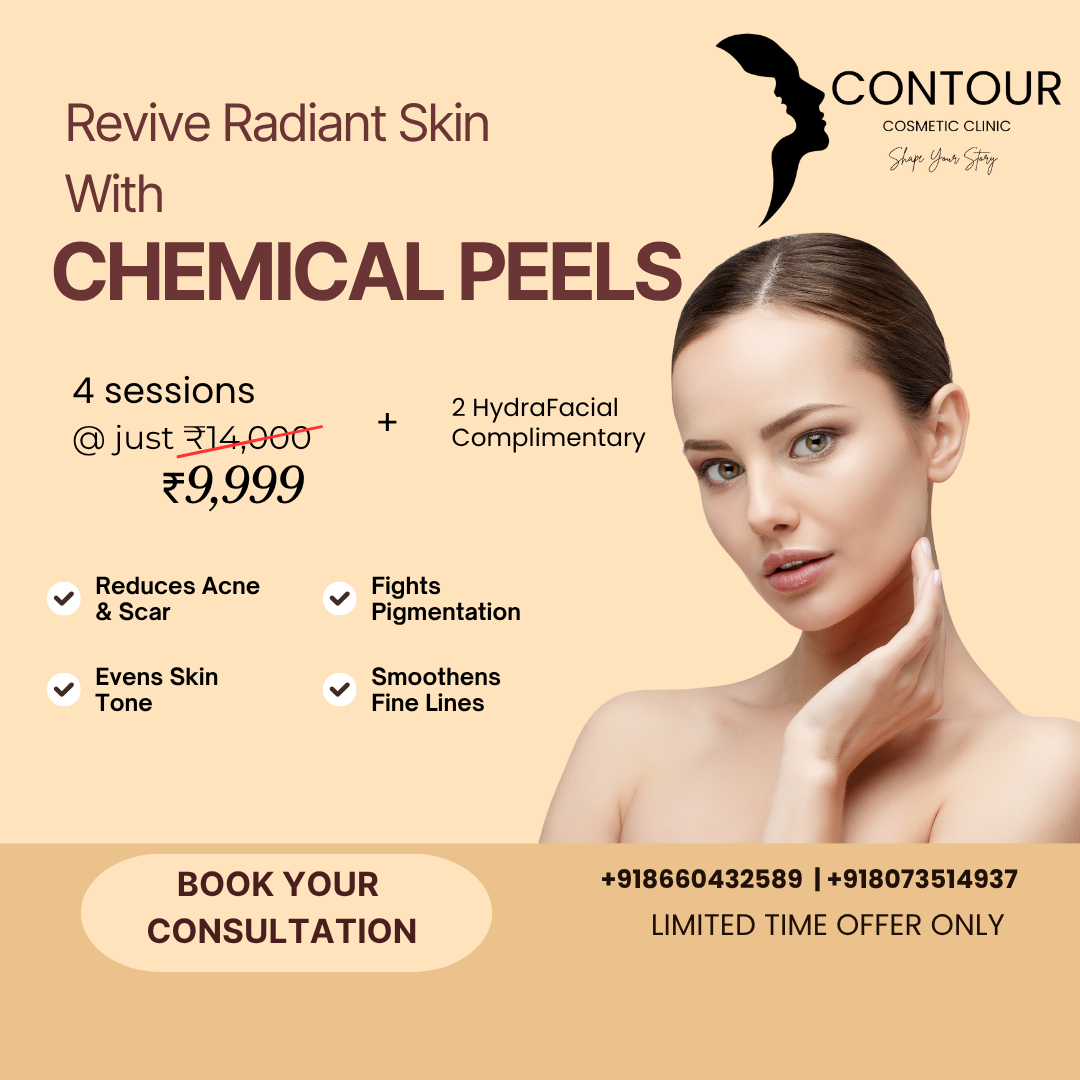 CONTOUR
COSMETIC CLINIC
Shape Your Story
Revive Radiant Skin
With
CHEMICAL PEELS
4 sessions
@ just ₹14,000
₹9,999
+
2 HydraFacial
Complimentary
Reduces Acne
& Scar
Fights
Pigmentation
Evens Skin
Tone
Smoothens
Fine Lines
BOOK YOUR
CONSULTATION
+918660432589 | +918073514937
LIMITED TIME OFFER ONLY